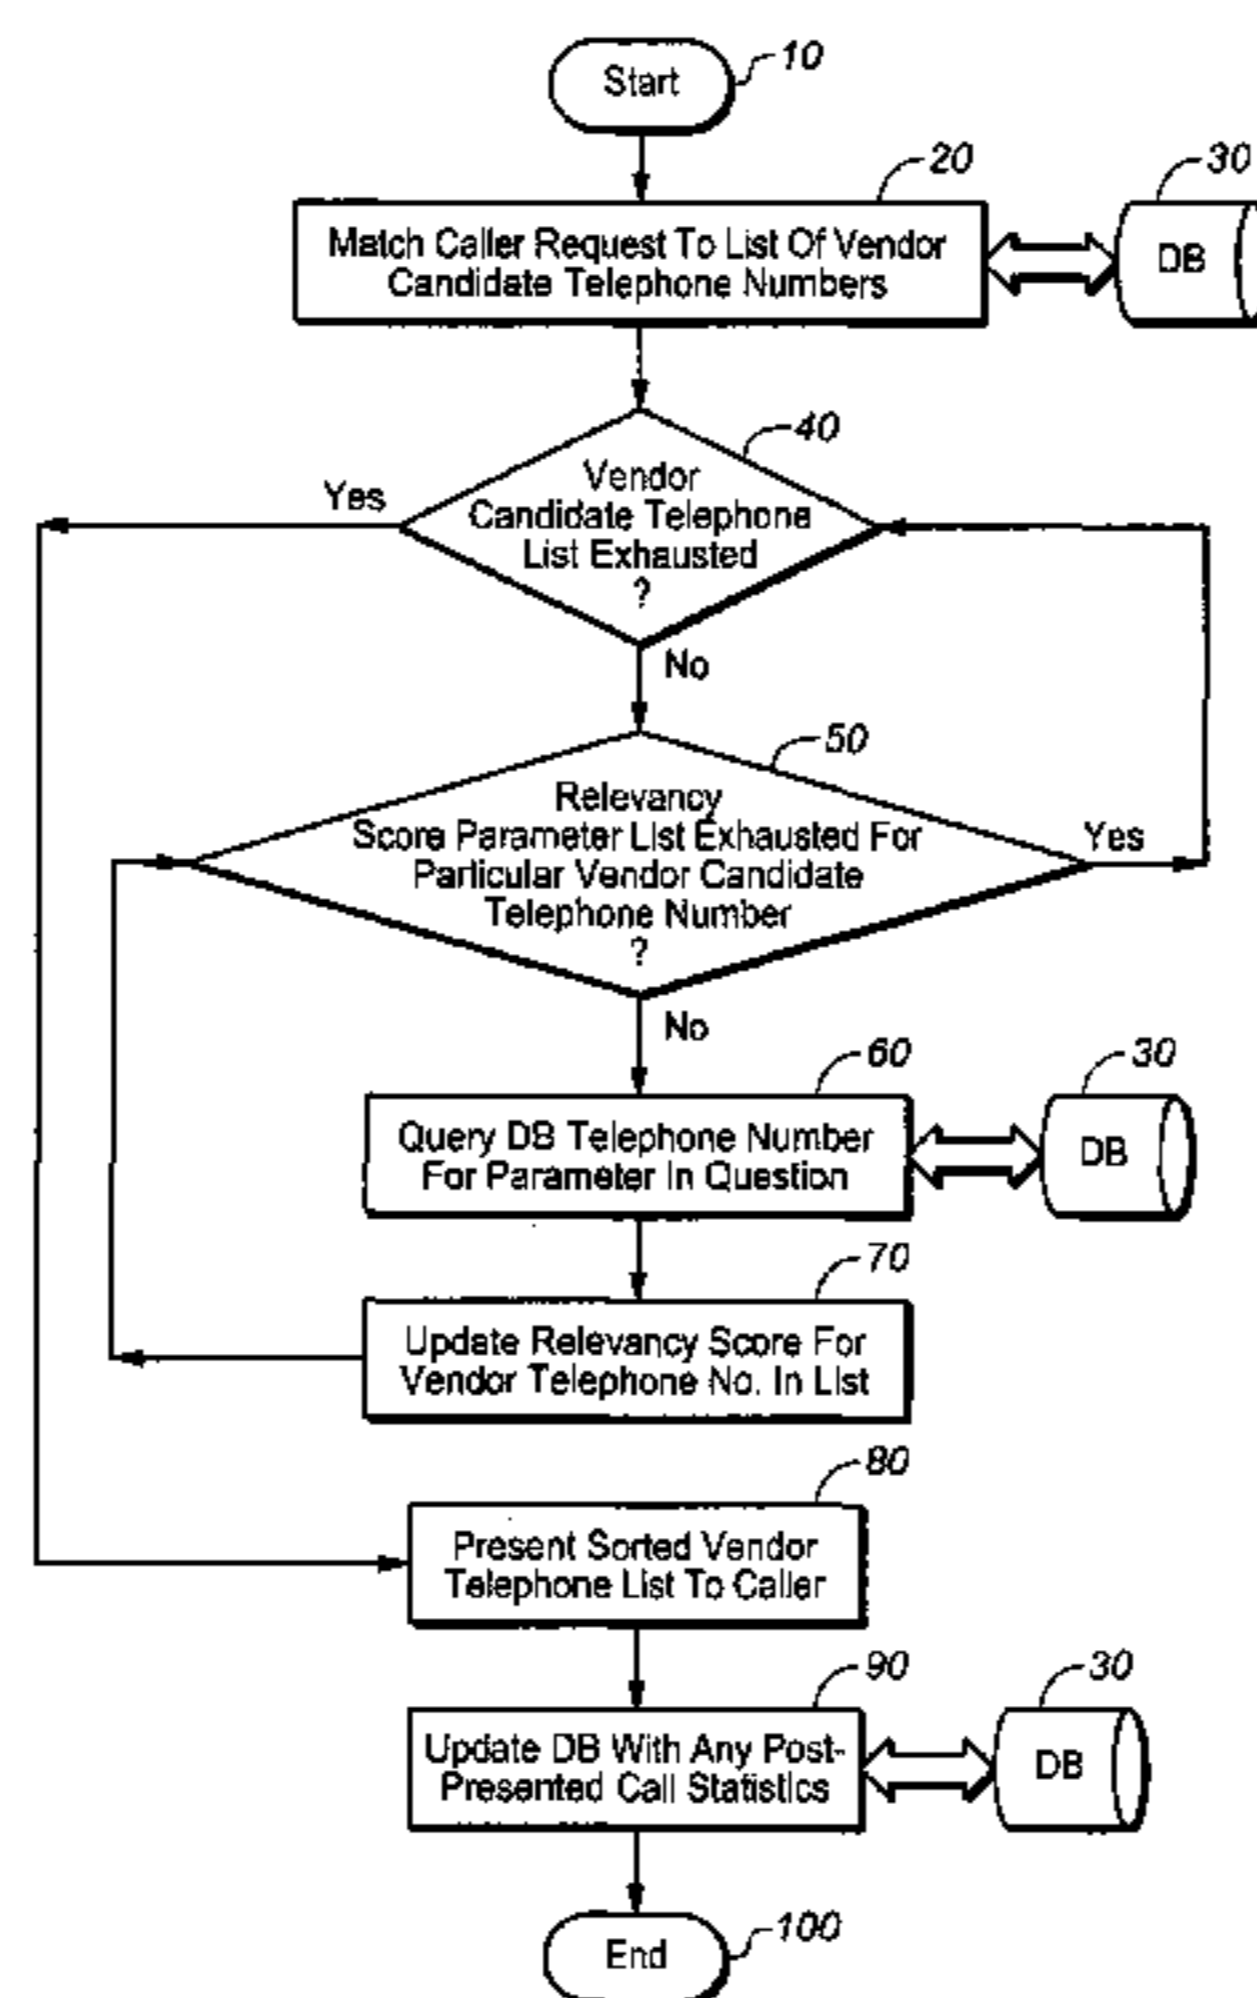 10
Start
20
30
Match Caller Request To List Of Vendor
Candidate Telephone Numbers
DB
40
Vendor
Candidate Telephone
List Exhausted
?
Yes
No
50
Relevancy
Score Parameter List Exhausted For
Particular Vendor Candidate
Telephone Number
?
Yes
No
60
30
Query DB Telephone Number
For Parameter In Question
DB
70
Update Relevancy Score For
Vendor Telephone No. In List
80
Present Sorted Vendor
Telephone List To Caller
90
30
Update DB With Any Post-
Presented Call Statistics
DB
100
End